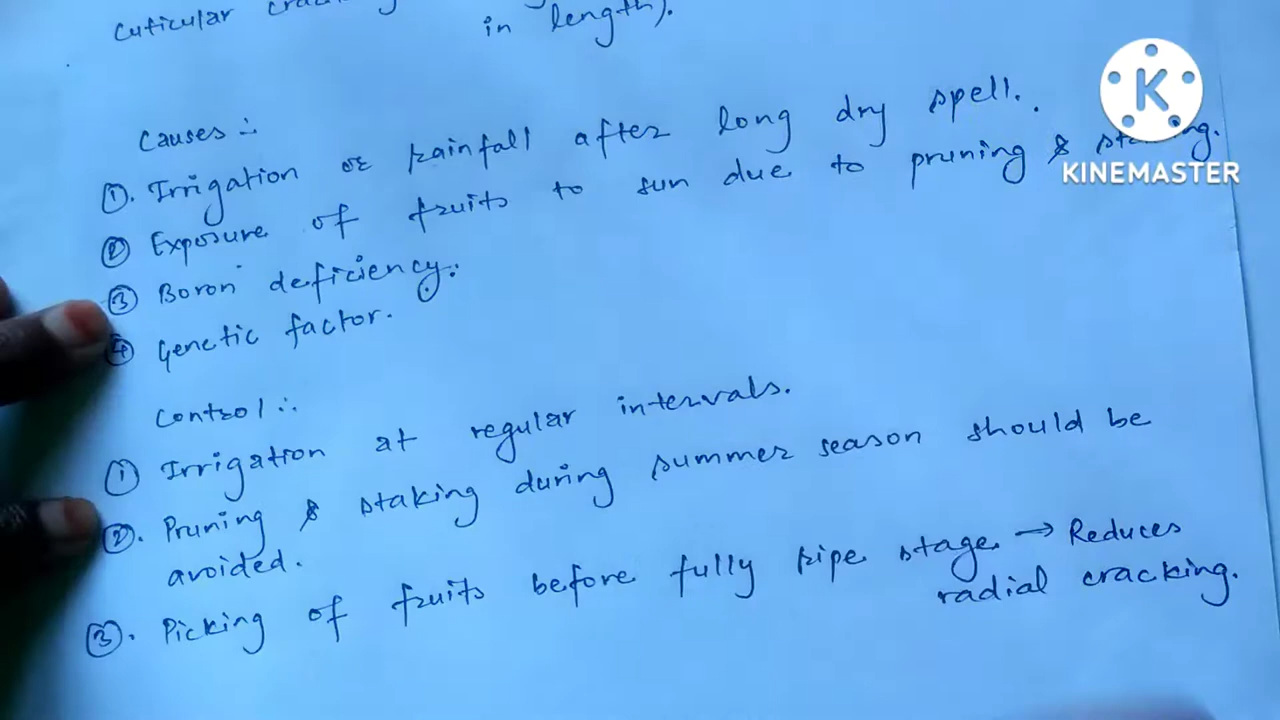 cuticular cracking
in length).
Causes :-
①. Irrigation or rainfall after long dry spell.
② Exposure of fruits to sun due to pruning & staking.
③ Boron deficiency.
④ Genetic factor.
Control :-
① Irrigation at regular intervals.
②. Pruning & staking during summer season should be
avoided.
③. Picking of fruits before fully ripe stage → Reduces
radial cracking.
K
KINEMASTER